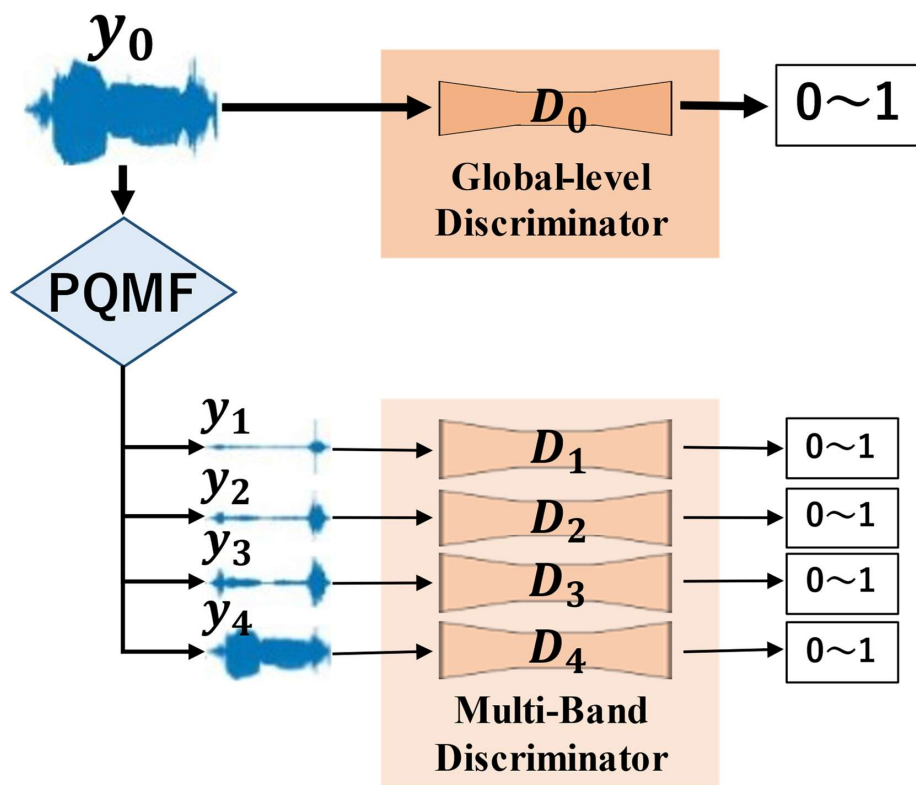 y₀
D₀
0～1
Global-level
Discriminator
PQMF
y₁
D₁
0～1
y₂
D₂
0～1
y₃
D₃
0～1
y₄
D₄
0～1
Multi-Band
Discriminator